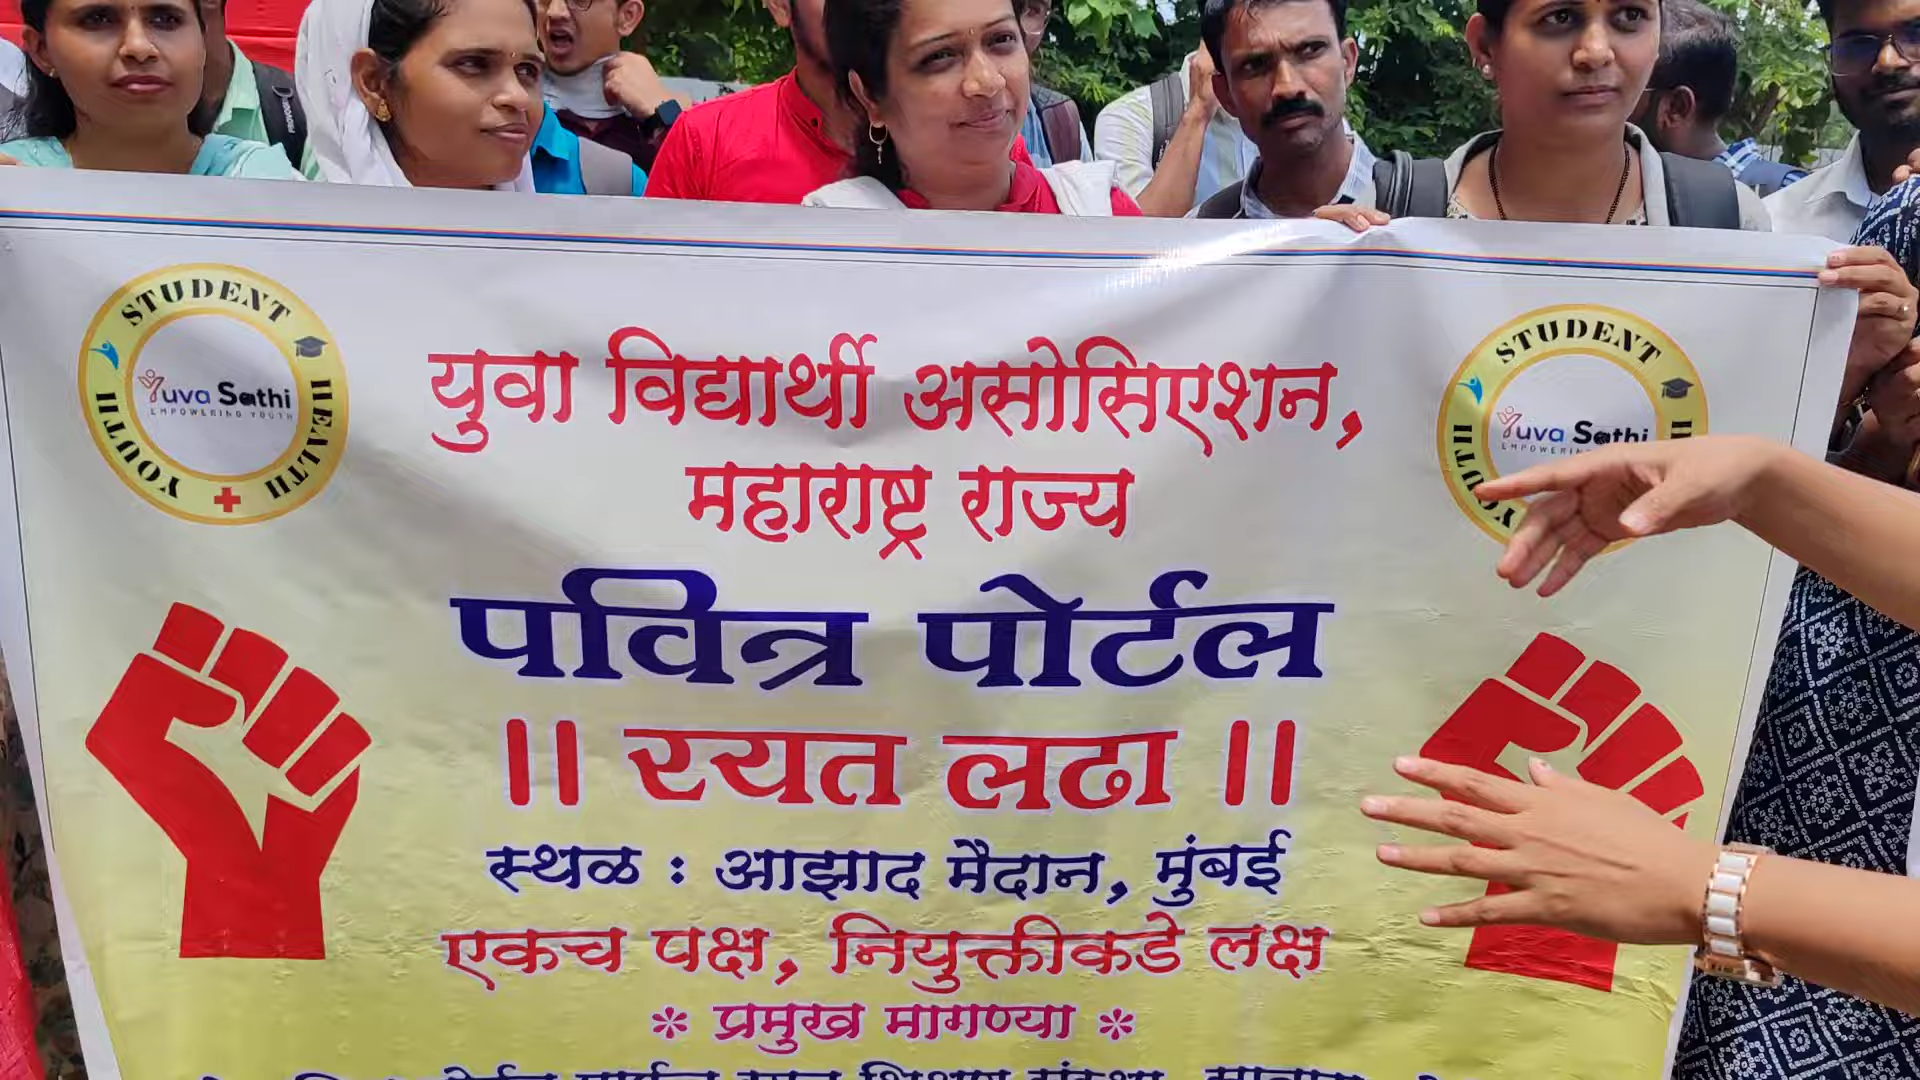 STUDENT HEALTH YOUTH
Yuva Sathi
EMPOWERING YOUTH
STUDENT
Yuva Sathi
युवा विद्यार्थी असोसिएशन,
महाराष्ट्र राज्य
पवित्र पोर्टल
|| रयत लढा ||
स्थळ : आझाद मैदान, मुंबई
एकच पक्ष, नियुक्तीकडे लक्ष
* प्रमुख मागण्या *